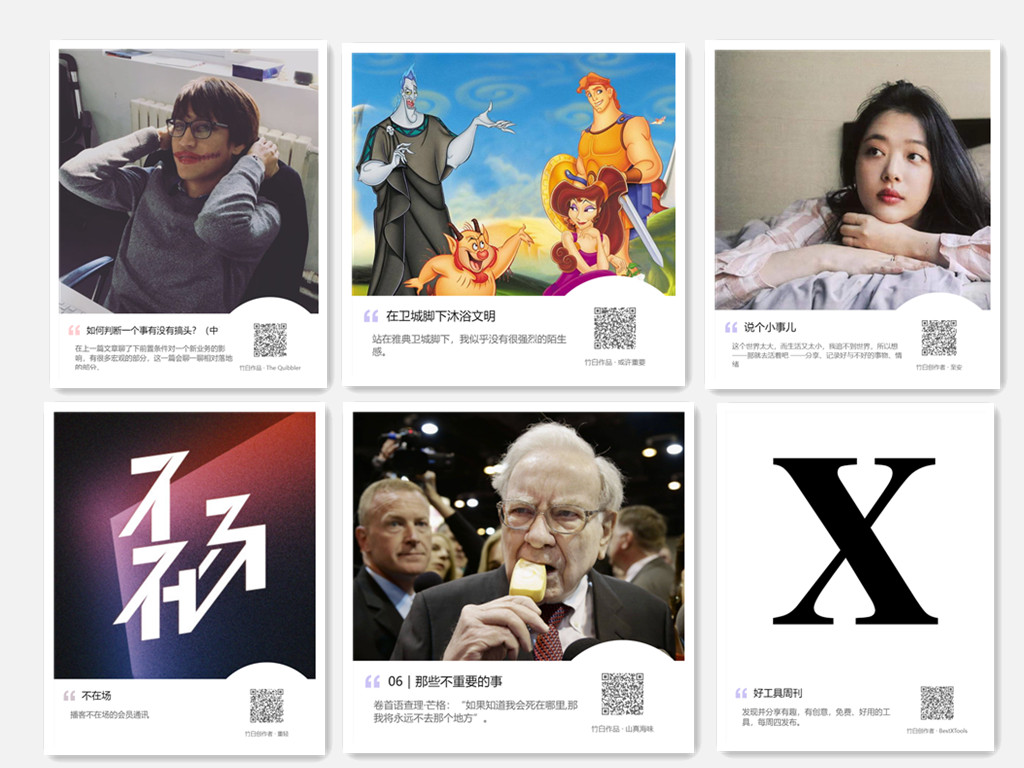 如何判断一个事有没有搞头？（中
在上一篇文章聊了下前置条件对一个新业务的影
响，有很多宏观的部分，这一篇会聊一聊相对落地
的部分。
竹白作品 · The Quibbler
在卫城脚下沐浴文明
站在雅典卫城脚下，我似乎没有很强烈的陌生
感。
竹白作品 · 或许重要
说个小事儿
这个世界太大，而生活又太小，我追不到世界，所以想
——那就去活着吧 ——分享、记录好与不好的事物、情
绪
竹白创作者 ·
不在场
不在场
播客不在场的会员通讯
竹白创作者 · 重轻
06 | 那些不重要的事
卷首语查理·芒格：“如果知道我会死在哪里,那
我将永远不去那个地方”。
竹白作品 · 山真海味
X
好工具周刊
发现并分享有趣，有创意，免费，好用的工
具，每周四发布。
竹白创作者 · BestXTools